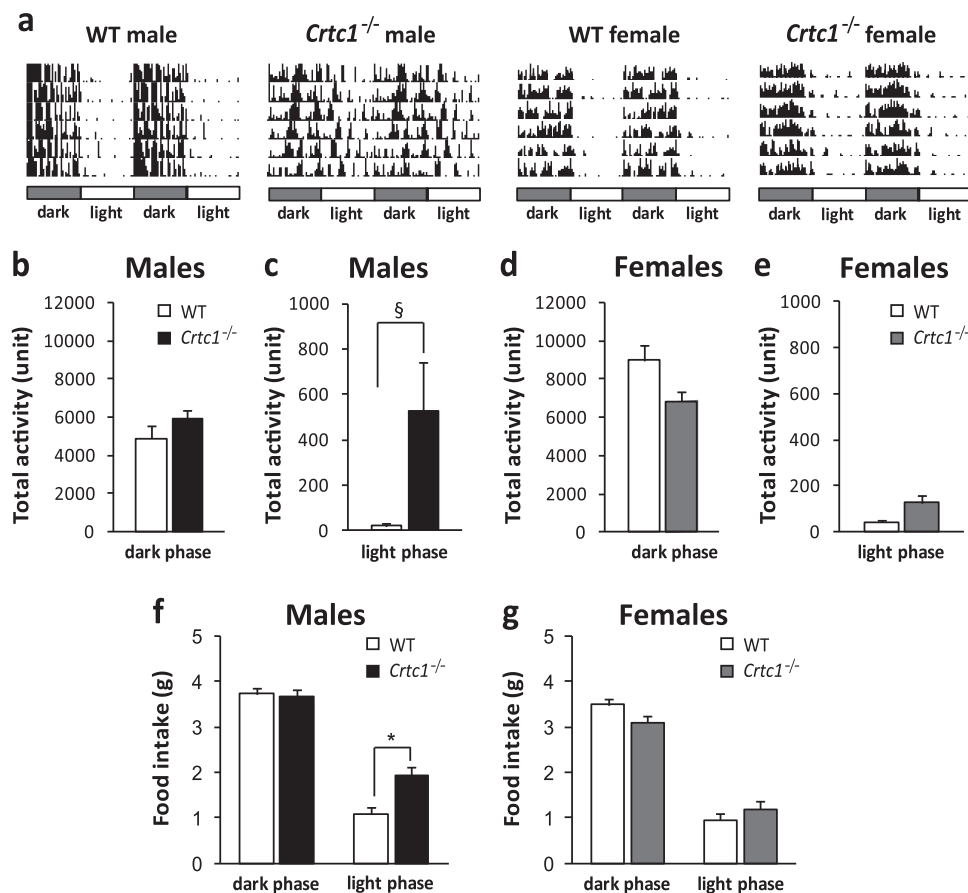 a
WT male
Crtc1-/- male
WT female
Crtc1-/- female
dark light dark light
dark light dark light
dark light dark light
dark light dark light
b Males
Total activity (unit)
12000
10000
8000
6000
4000
2000
0
WT
Crtc1-/-
dark phase
c Males
Total activity (unit)
1000
800
600
400
200
0
§
light phase
d Females
Total activity (unit)
12000
10000
8000
6000
4000
2000
0
dark phase
e Females
Total activity (unit)
1000
800
600
400
200
0
WT
Crtc1-/-
light phase
f Males
Food intake (g)
5
4
3
2
1
0
WT
Crtc1-/-
*
dark phase light phase
g Females
Food intake (g)
5
4
3
2
1
0
WT
Crtc1-/-
dark phase light phase